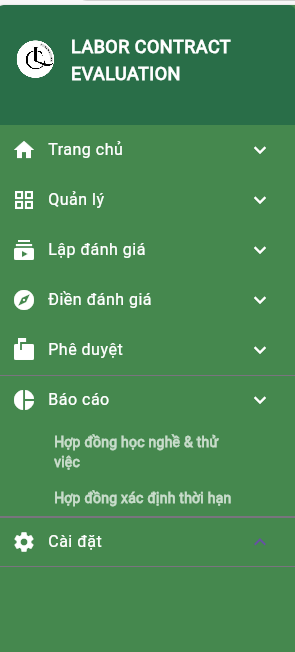 LABOR CONTRACT
EVALUATION
Trang chủ
Quản lý
Lập đánh giá
Điền đánh giá
Phê duyệt
Báo cáo
Hợp đồng học nghề & thử
việc
Hợp đồng xác định thời hạn
Cài đặt